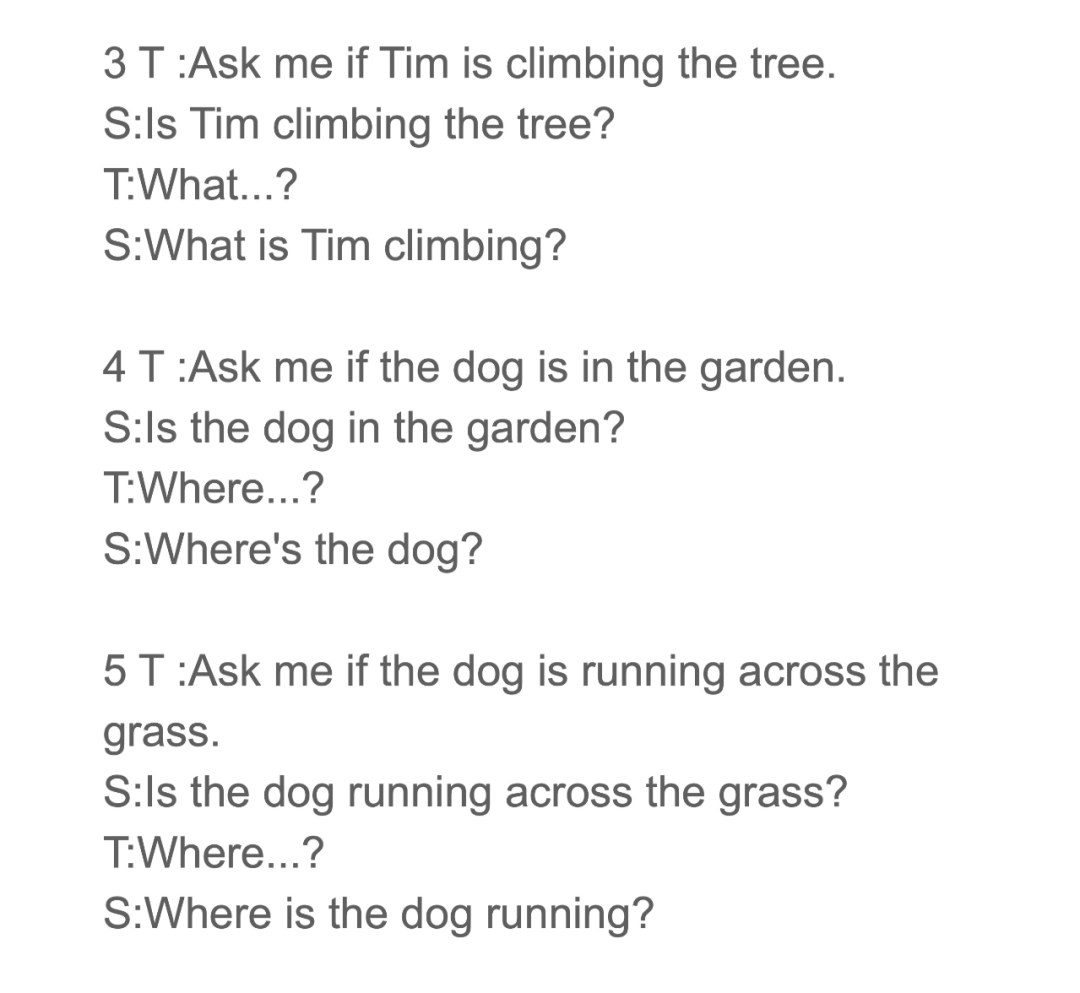 3 T :Ask me if Tim is climbing the tree.
S:Is Tim climbing the tree?
T:What...?
S:What is Tim climbing?
4 T :Ask me if the dog is in the garden.
S:Is the dog in the garden?
T:Where...?
S:Where's the dog?
5 T :Ask me if the dog is running across the
grass.
S:Is the dog running across the grass?
T:Where...?
S:Where is the dog running?